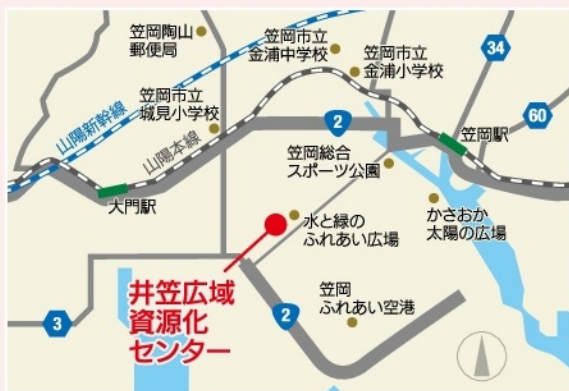 笠岡陶山
郵便局
笠岡市立
金浦中学校
笠岡市立
金浦小学校
34
60
笠岡市立
城見小学校
山陽新幹線
山陽本線
2
笠岡駅
笠岡総合
スポーツ公園
大門駅
水と緑の
ふれあい広場
かさおか
太陽の広場
井笠広域
資源化
センター
3
2
笠岡
ふれあい空港